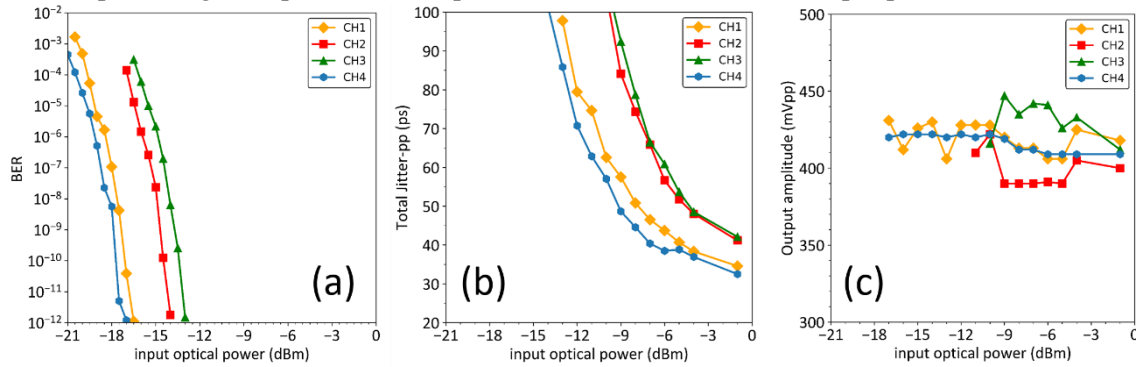 10⁻²
10⁻³
10⁻⁴
10⁻⁵
10⁻⁶
10⁻⁷
10⁻⁸
10⁻⁹
10⁻¹⁰
10⁻¹¹
10⁻¹²
BER
CH1
CH2
CH3
CH4
(a)
−21 −18 −15 −12 −9 −6 −3 0
input optical power (dBm)
100
90
80
70
60
50
40
30
20
Total Jitter-pp (ps)
CH1
CH2
CH3
CH4
(b)
−21 −18 −15 −12 −9 −6 −3 0
input optical power (dBm)
500
450
400
350
300
Output amplitude (mVpp)
CH1
CH2
CH3
CH4
(c)
−21 −18 −15 −12 −9 −6 −3 0
input optical power (dBm)